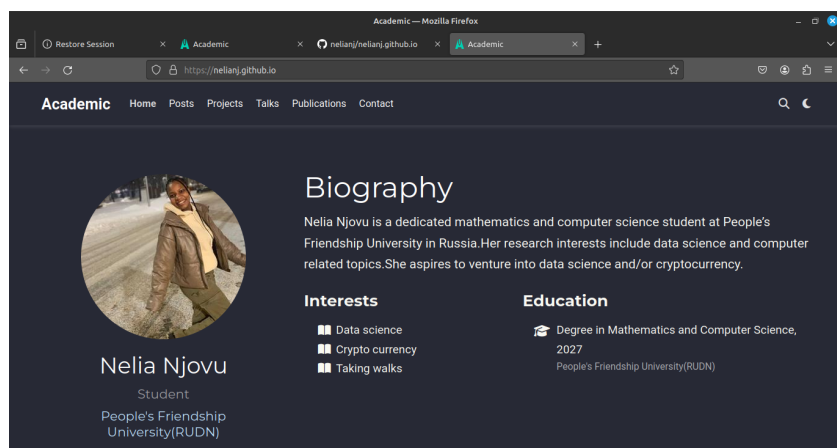 Academic — Mozilla Firefox
Restore Session
Academic
nelianj/nelianj.github.io
Academic
https://nelianj.github.io
Academic Home Posts Projects Talks Publications Contact
Biography
Nelia Njovu is a dedicated mathematics and computer science student at People's
Friendship University in Russia.Her research interests include data science and computer
related topics.She aspires to venture into data science and/or cryptocurrency.
Interests
Data science
Crypto currency
Taking walks
Education
Degree in Mathematics and Computer Science,
2027
People's Friendship University(RUDN)
Nelia Njovu
Student
People's Friendship
University(RUDN)